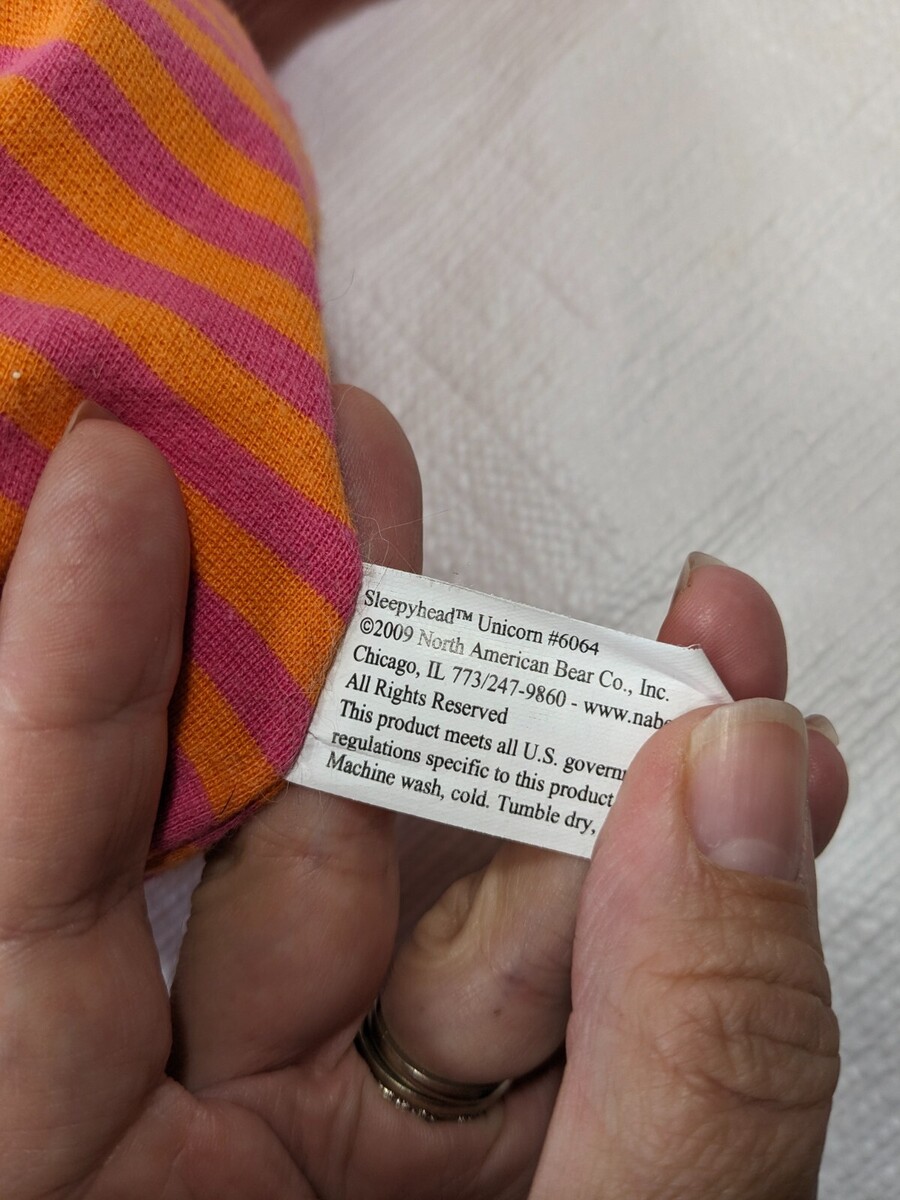 Sleepyhead™ Unicorn #6064
©2009 North American Bear Co., Inc.
Chicago, IL 773/247-9860 - www.nabe
All Rights Reserved
This product meets all U.S. governm
regulations specific to this product
Machine wash, cold. Tumble dry,